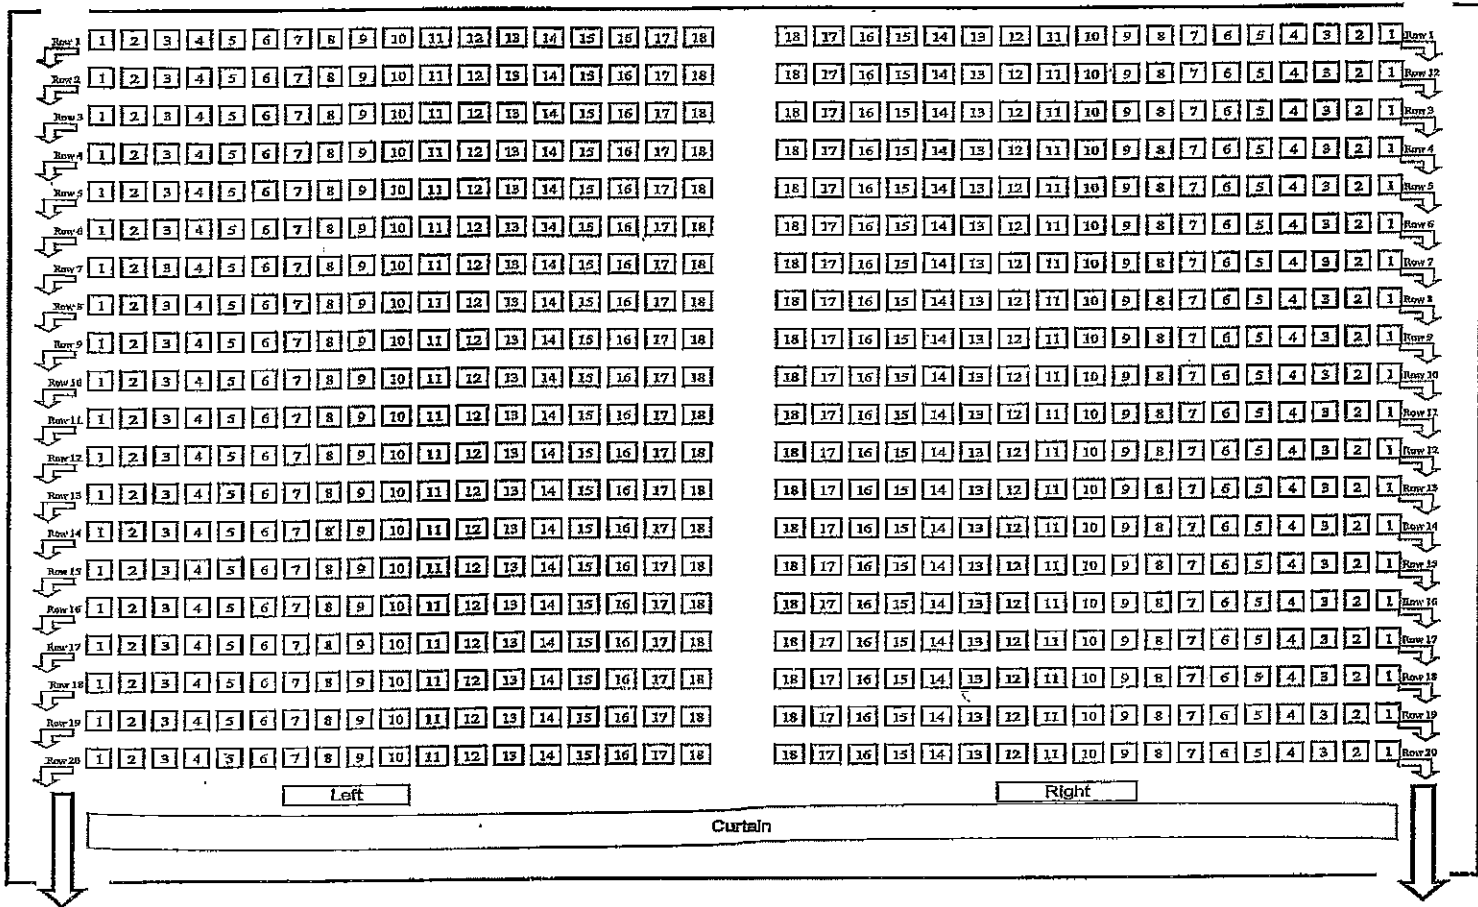 Row 1 1 2 3 4 5 6 7 8 9 10 11 12 13 14 15 16 17 18 18 17 16 15 14 13 12 11 10 9 8 7 6 5 4 3 2 1 Row 1
Row 2 1 2 3 4 5 6 7 8 9 10 11 12 13 14 15 16 17 18 18 17 16 15 14 13 12 11 10 9 8 7 6 5 4 3 2 1 Row 12
Row 3 1 2 3 4 5 6 7 8 9 10 11 12 13 14 15 16 17 18 18 17 16 15 14 13 12 11 10 9 8 7 6 5 4 3 2 1 Row 3
Row 4 1 2 3 4 5 6 7 8 9 10 11 12 13 14 15 16 17 18 18 17 16 15 14 13 12 11 10 9 8 7 6 5 4 3 2 1 Row 4
Row 5 1 2 3 4 5 6 7 8 9 10 11 12 13 14 15 16 17 18 18 17 16 15 14 13 12 11 10 9 8 7 6 5 4 3 2 1 Row 5
Row 6 1 2 3 4 5 6 7 8 9 10 11 12 13 14 15 16 17 18 18 17 16 15 14 13 12 11 10 9 8 7 6 5 4 3 2 1 Row 6
Row 7 1 2 3 4 5 6 7 8 9 10 11 12 13 14 15 16 17 18 18 17 16 15 14 13 12 11 10 9 8 7 6 5 4 3 2 1 Row 7
Row 8 1 2 3 4 5 6 7 8 9 10 11 12 13 14 15 16 17 18 18 17 16 15 14 13 12 11 10 9 8 7 6 5 4 3 2 1 Row 8
Row 9 1 2 3 4 5 6 7 8 9 10 11 12 13 14 15 16 17 18 18 17 16 15 14 13 12 11 10 9 8 7 6 5 4 3 2 1 Row 9
Row 10 1 2 3 4 5 6 7 8 9 10 11 12 13 14 15 16 17 18 18 17 16 15 14 13 12 11 10 9 8 7 6 5 4 3 2 1 Row 10
Row 11 1 2 3 4 5 6 7 8 9 10 11 12 13 14 15 16 17 18 18 17 16 15 14 13 12 11 10 9 8 7 6 5 4 3 2 1 Row 11
Row 12 1 2 3 4 5 6 7 8 9 10 11 12 13 14 15 16 17 18 18 17 16 15 14 13 12 11 10 9 8 7 6 5 4 3 2 1 Row 12
Row 13 1 2 3 4 5 6 7 8 9 10 11 12 13 14 15 16 17 18 18 17 16 15 14 13 12 11 10 9 8 7 6 5 4 3 2 1 Row 13
Row 14 1 2 3 4 5 6 7 8 9 10 11 12 13 14 15 16 17 18 18 17 16 15 14 13 12 11 10 9 8 7 6 5 4 3 2 1 Row 14
Row 15 1 2 3 4 5 6 7 8 9 10 11 12 13 14 15 16 17 18 18 17 16 15 14 13 12 11 10 9 8 7 6 5 4 3 2 1 Row 15
Row 16 1 2 3 4 5 6 7 8 9 10 11 12 13 14 15 16 17 18 18 17 16 15 14 13 12 11 10 9 8 7 6 5 4 3 2 1 Row 16
Row 17 1 2 3 4 5 6 7 8 9 10 11 12 13 14 15 16 17 18 18 17 16 15 14 13 12 11 10 9 8 7 6 5 4 3 2 1 Row 17
Row 18 1 2 3 4 5 6 7 8 9 10 11 12 13 14 15 16 17 18 18 17 16 15 14 13 12 11 10 9 8 7 6 5 4 3 2 1 Row 18
Row 19 1 2 3 4 5 6 7 8 9 10 11 12 13 14 15 16 17 18 18 17 16 15 14 13 12 11 10 9 8 7 6 5 4 3 2 1 Row 19
Row 20 1 2 3 4 5 6 7 8 9 10 11 12 13 14 15 16 17 18 18 17 16 15 14 13 12 11 10 9 8 7 6 5 4 3 2 1 Row 20
Left Right
Curtain